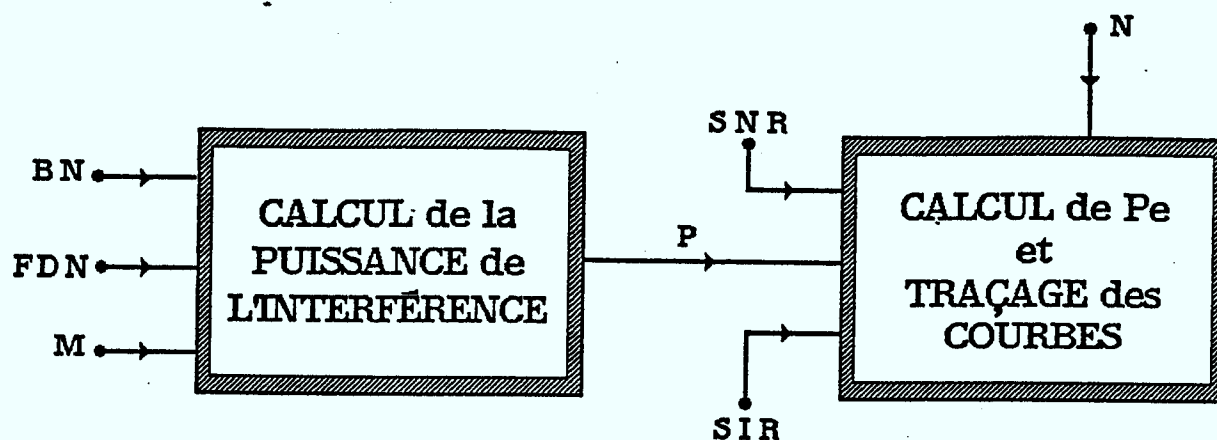 N
SNR
BN
CALCUL de la
PUISSANCE de
L'INTERFÉRENCE
FDN
M
P
CALCUL de Pe
et
TRAÇAGE des
COURBES
SIR